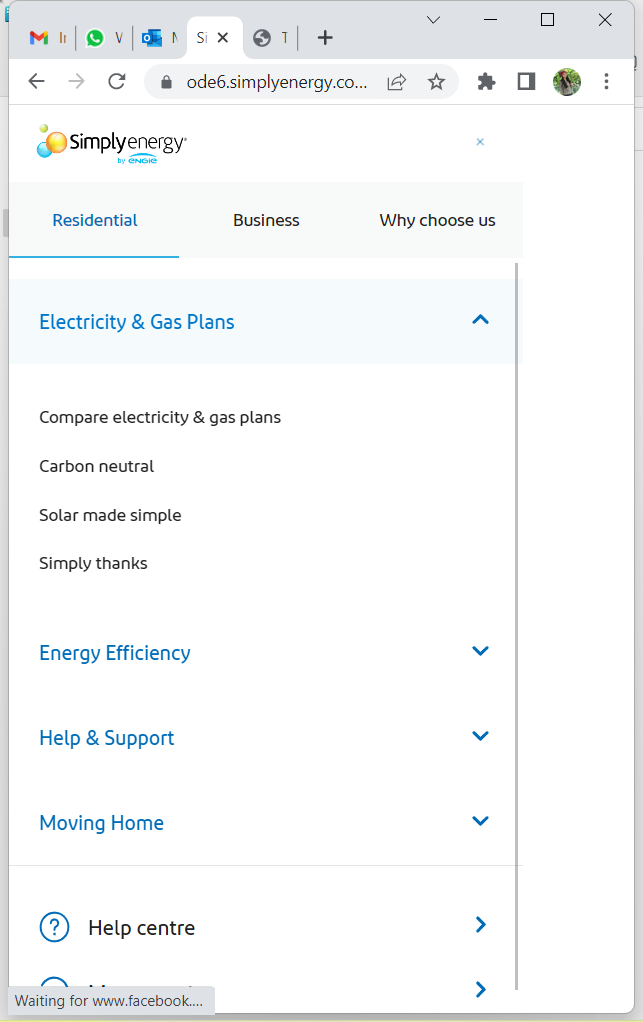 Si
ode6.simplyenergy.co...
Simplyenergy
by ENGIE
Residential
Business
Why choose us
Electricity & Gas Plans
Compare electricity & gas plans
Carbon neutral
Solar made simple
Simply thanks
Energy Efficiency
Help & Support
Moving Home
? Help centre
Waiting for www.facebook....